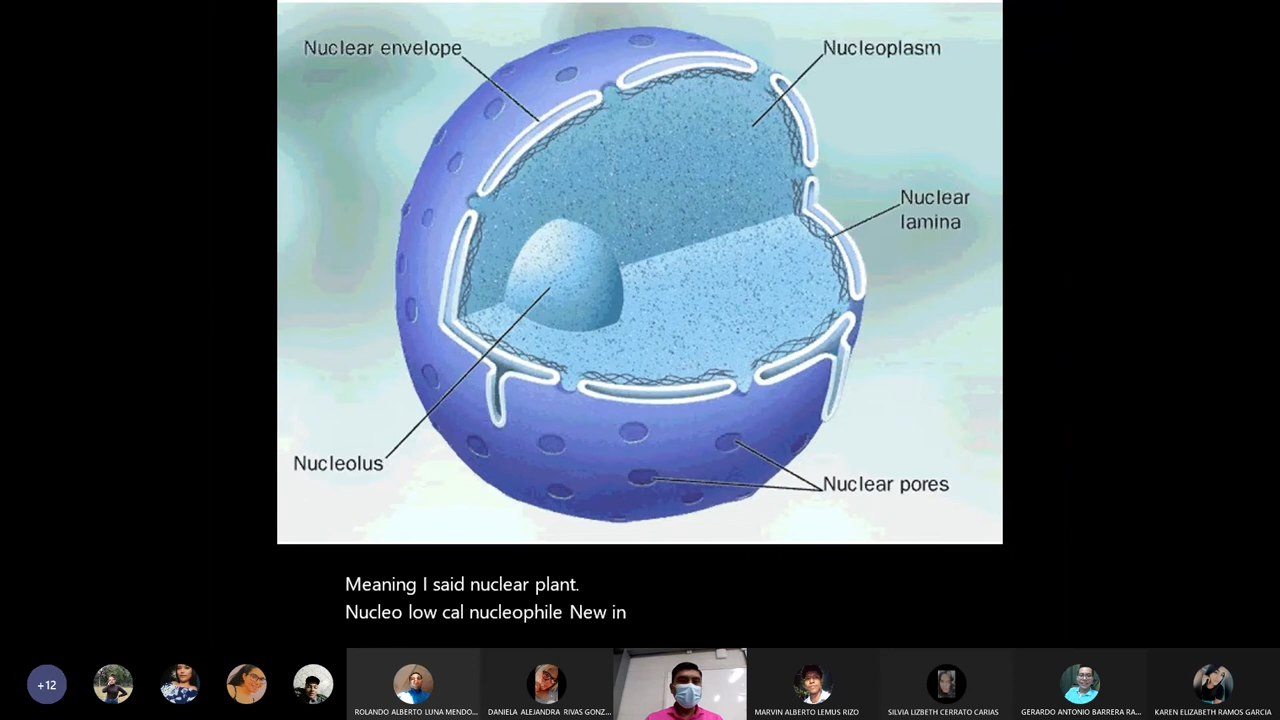 Nuclear envelope
Nucleoplasm
Nuclear
lamina
Nucleolus
Nuclear pores
Meaning I said nuclear plant.
Nucleo low cal nucleophile New in
+12
ROLANDO ALBERTO LUNA MENDO...
DANIELA ALEJANDRA RIVAS GONZ...
MARVIN ALBERTO LEMUS RIZO
SILVIA LIZBETH CERRATO CARIAS
GERARDO ANTONIO BARRERA RA...
KAREN ELIZABETH RAMOS GARCIA